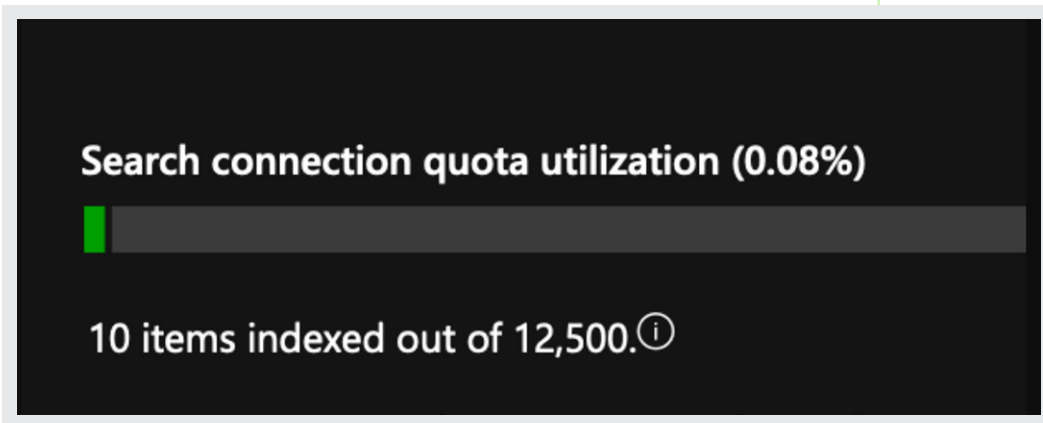 Search connection quota utilization (0.08%)
10 items indexed out of 12,500.